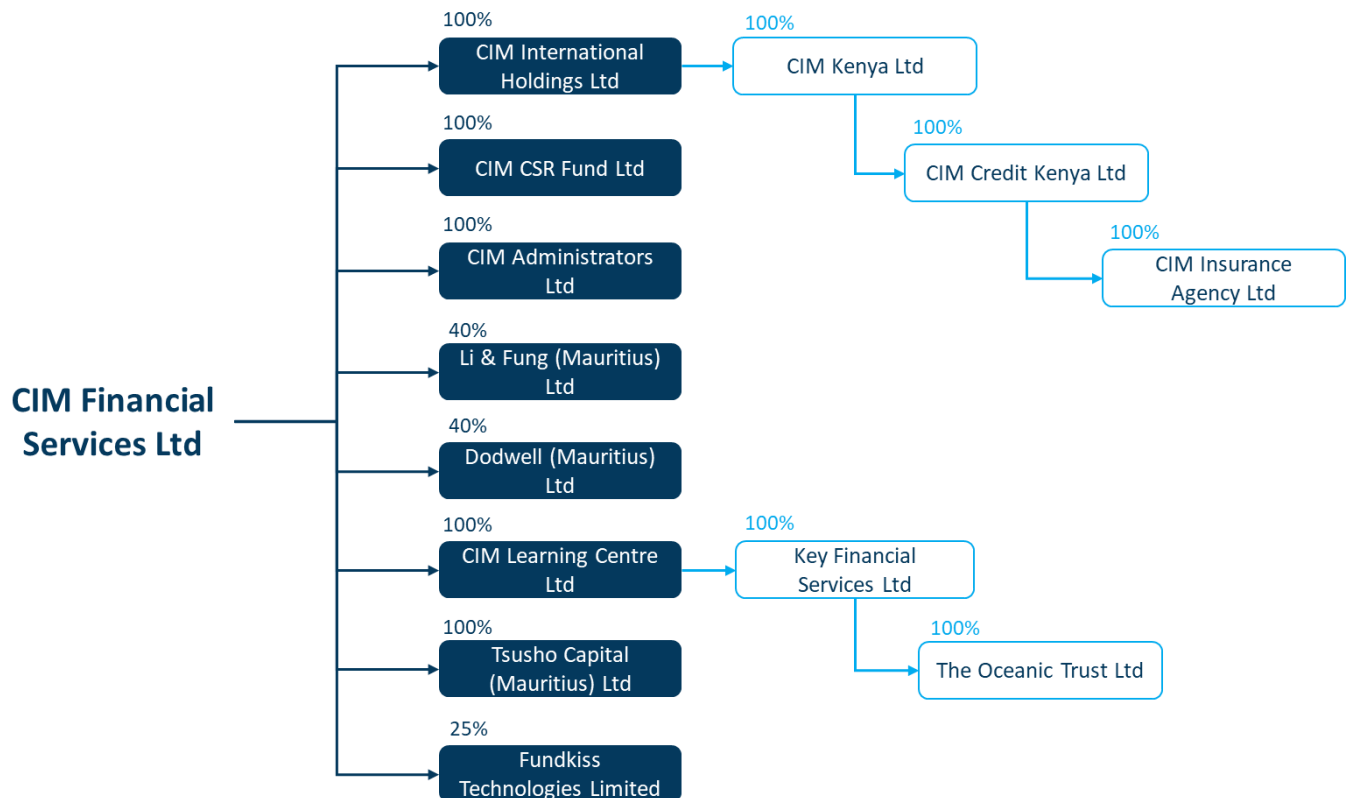 100%
CIM International
Holdings Ltd
100%
CIM Kenya Ltd
100%
CIM CSR Fund Ltd
100%
CIM Credit Kenya Ltd
100%
CIM Administrators
Ltd
100%
CIM Insurance
Agency Ltd
40%
Li & Fung (Mauritius)
Ltd
CIM Financial
Services Ltd
40%
Dodwell (Mauritius)
Ltd
100%
CIM Learning Centre
Ltd
100%
Key Financial
Services Ltd
100%
Tsusho Capital
(Mauritius) Ltd
100%
The Oceanic Trust Ltd
25%
Fundkiss
Technologies Limited